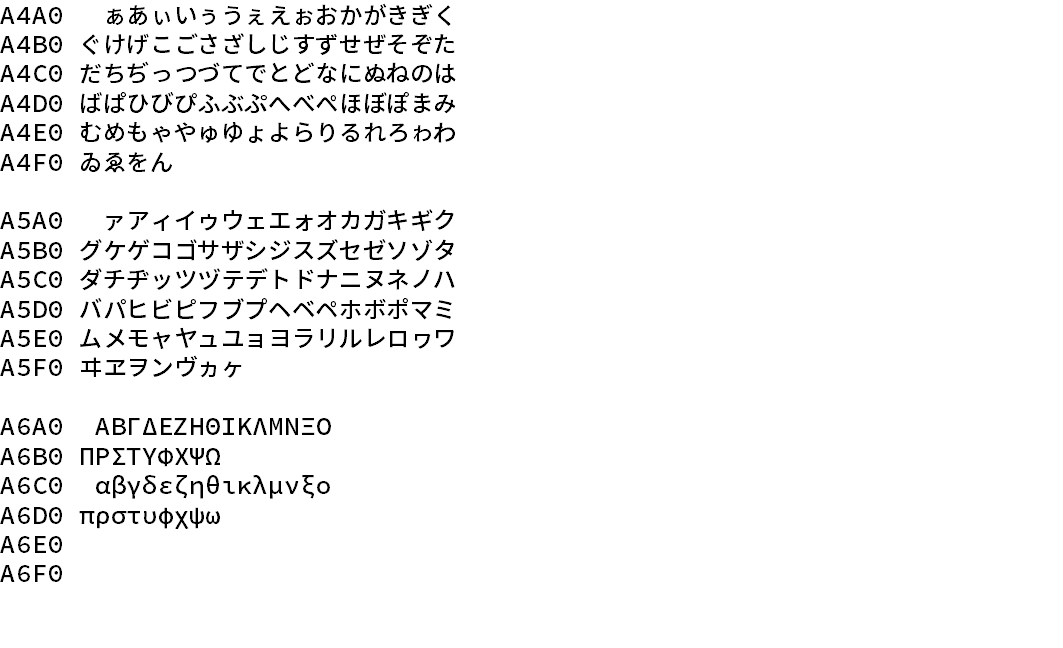 A4A0  ぁあぃいぅうぇえぉおかがきぎく
A4B0 ぐけげこごさざしじすずせぜそぞた
A4C0 だちぢっつづてでとどなにぬねのは
A4D0 ばぱひびぴふぶぷへべぺほぼぽまみ
A4E0 むめもゃやゅゆょよらりるれろゎわ
A4F0 ゐゑをん
A5A0  ァアィイゥウェエォオカガキギク
A5B0 グケゲコゴサザシジスズセゼソゾタ
A5C0 ダチヂッツヅテデトドナニヌネノハ
A5D0 バパヒビピフブプヘベペホボポマミ
A5E0 ムメモャヤュユョヨラリルレロヮワ
A5F0 ヰヱヲンヴヵヶ
A6A0  ΑΒΓΔΕΖΗΘΙΚΛΜΝΞΟ
A6B0 ΠΡΣΤΥΦΧΨΩ
A6C0  αβγδεζηθικλμνξο
A6D0 πρστυφχψω
A6E0
A6F0